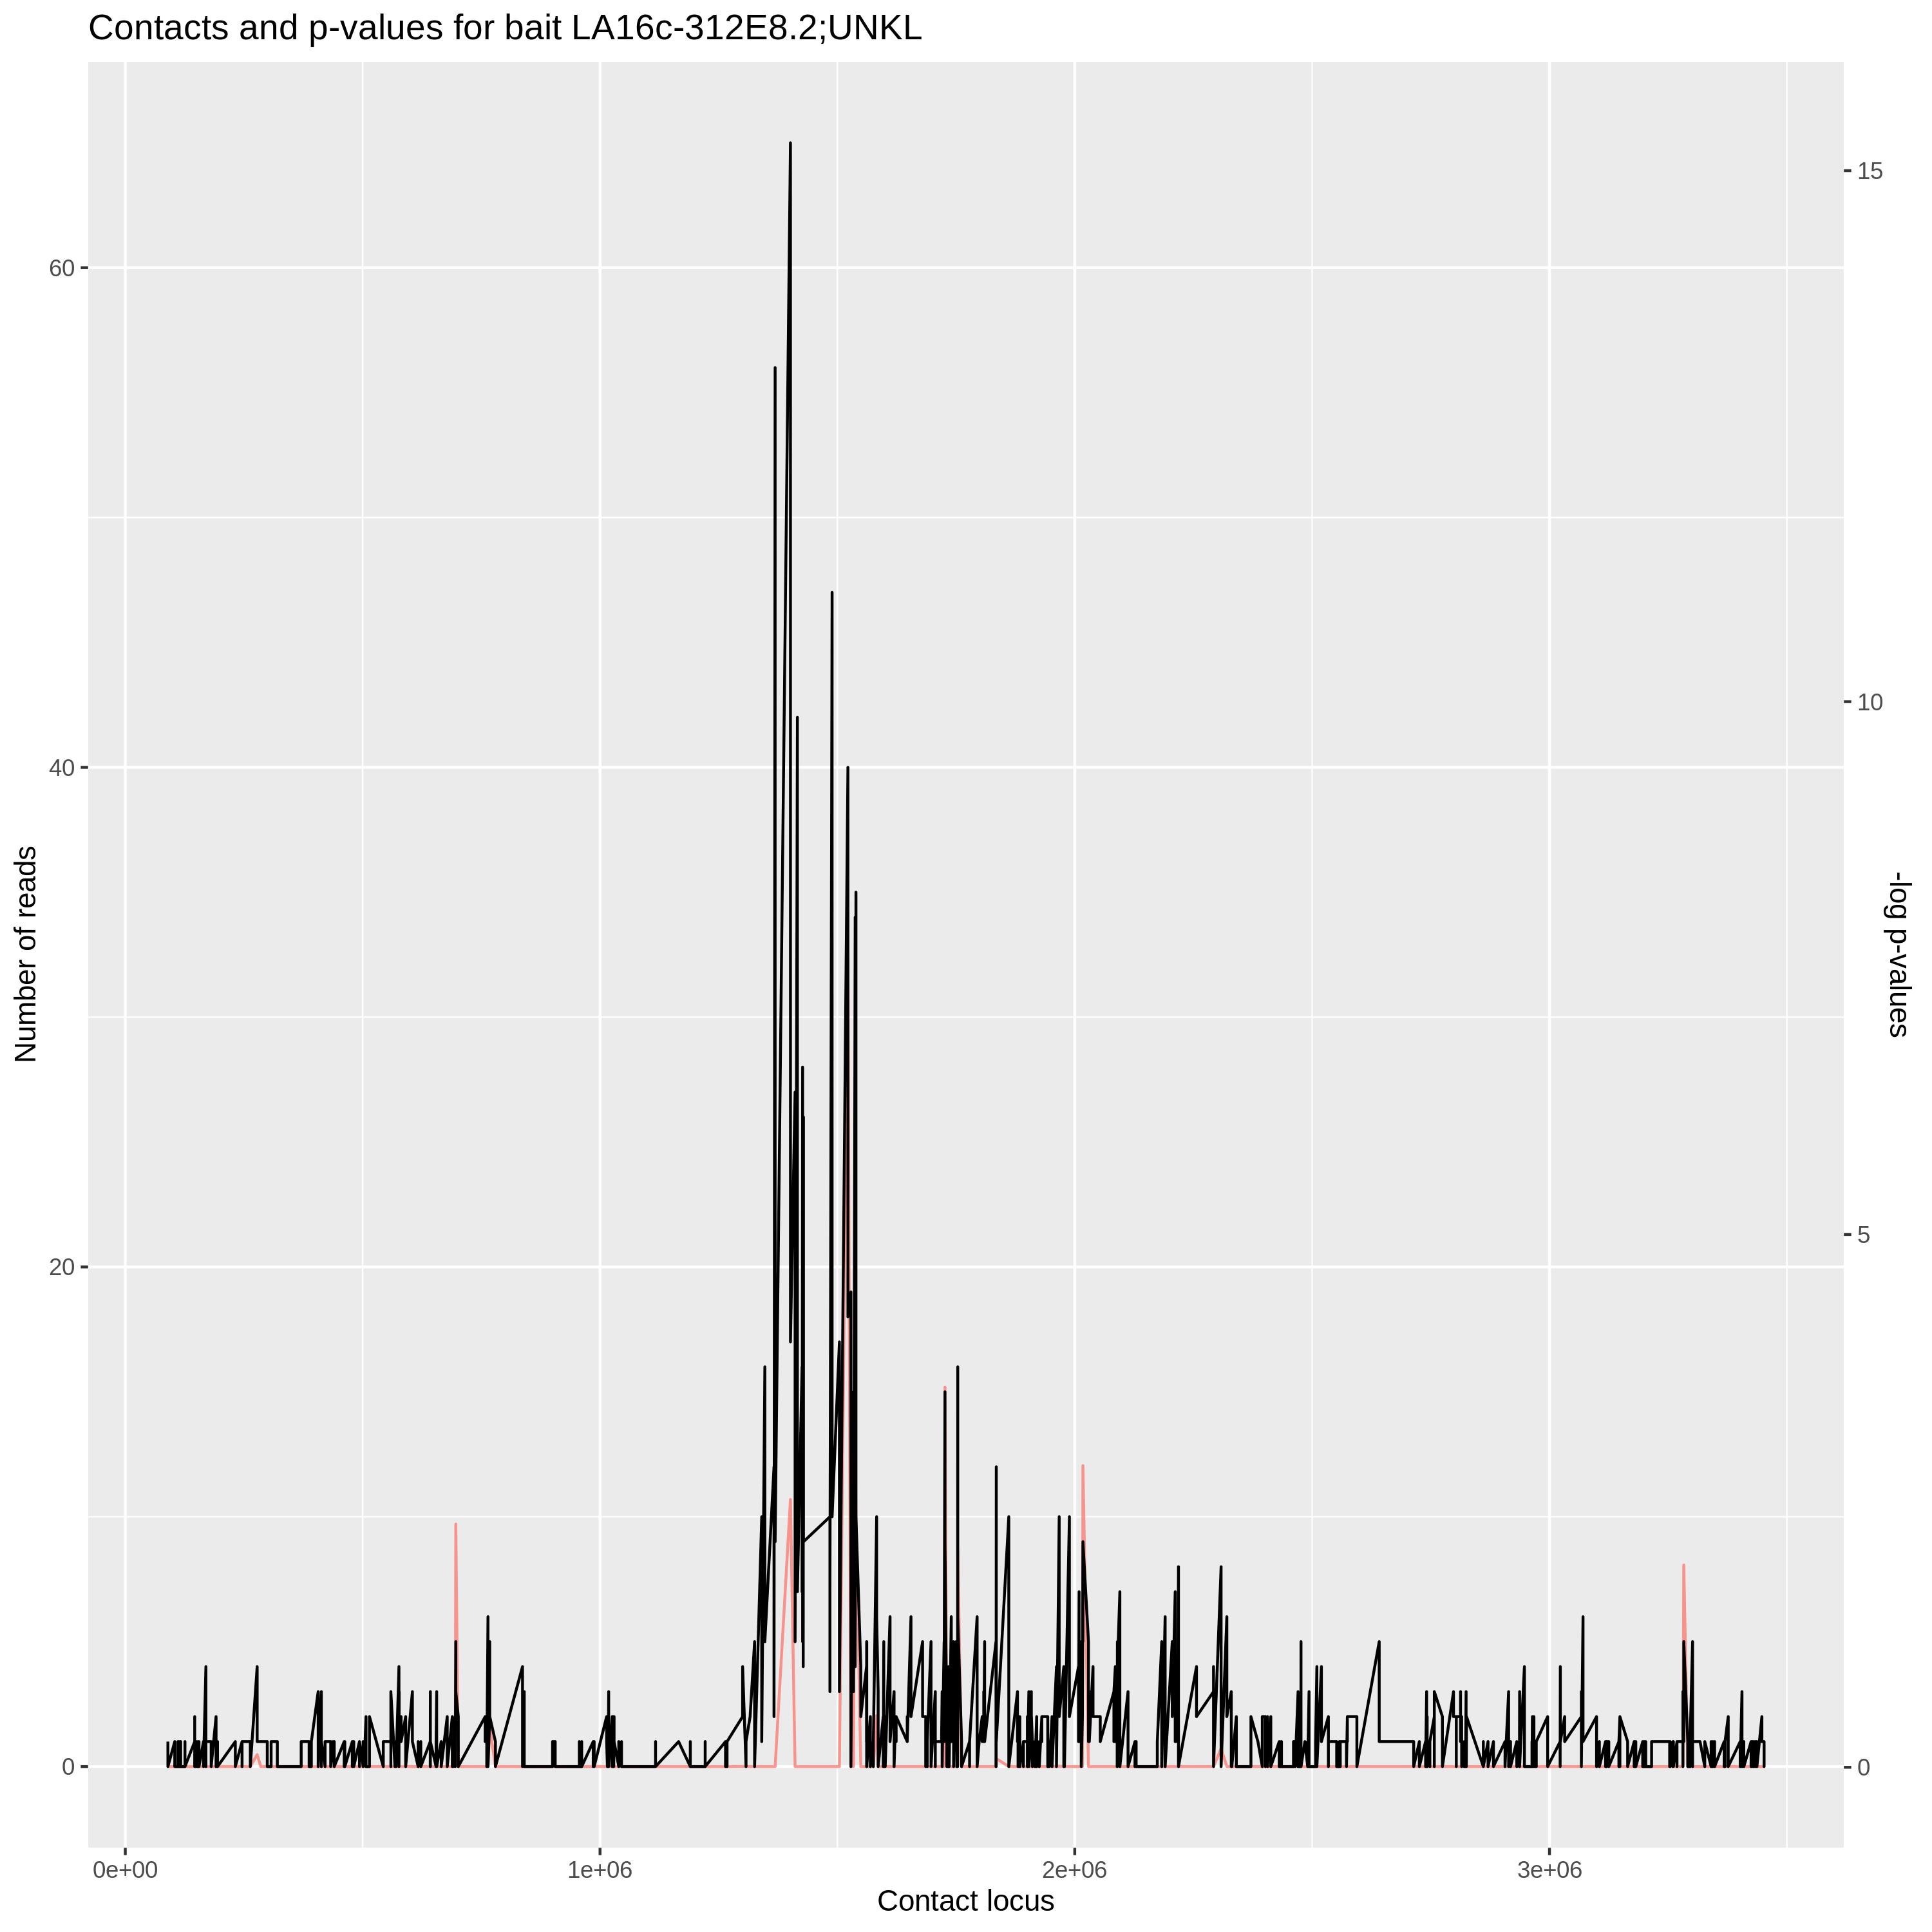 Contacts and p-values for bait LA16c-312E8.2;UNKL
60
40
20
0
Number of reads
15
10
5
0
-log p-values
0e+00 1e+06 2e+06 3e+06
Contact locus